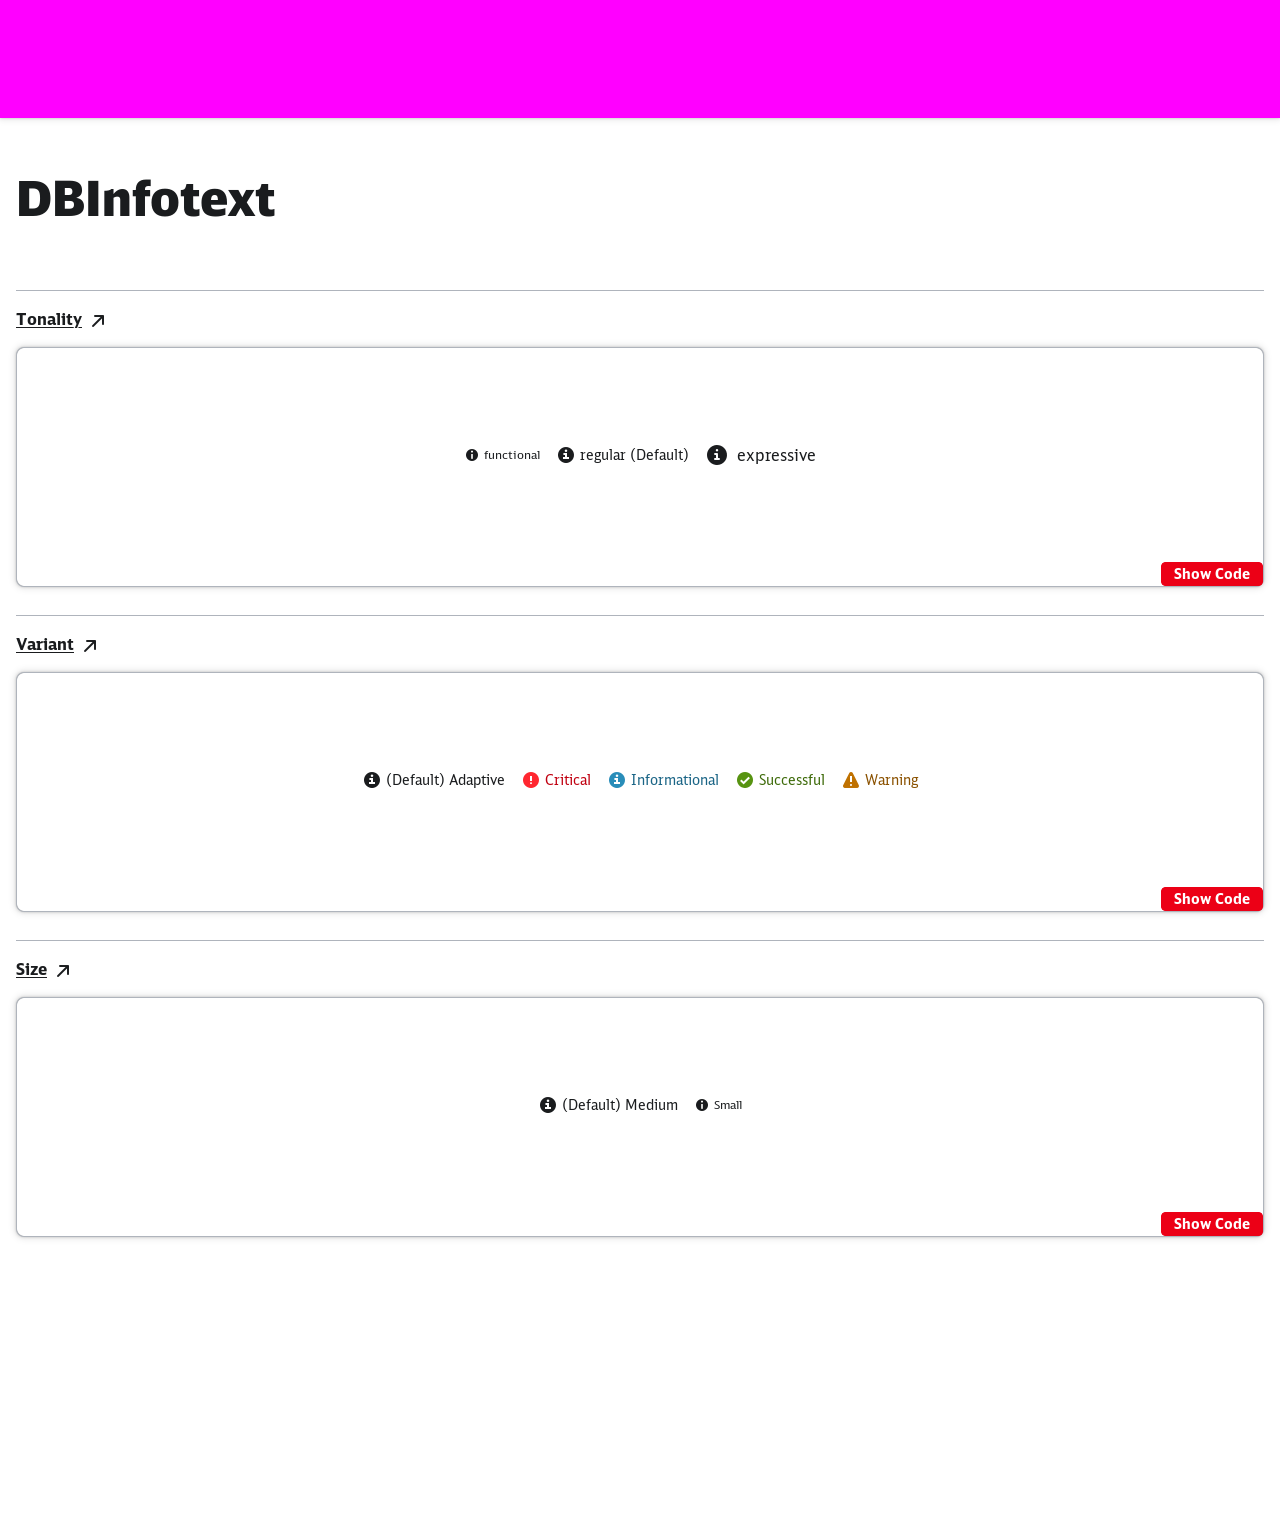 DBInfotext
Tonality
functional regular (Default) expressive
Show Code
Variant
(Default) Adaptive Critical Informational Successful Warning
Show Code
Size
(Default) Medium Small
Show Code